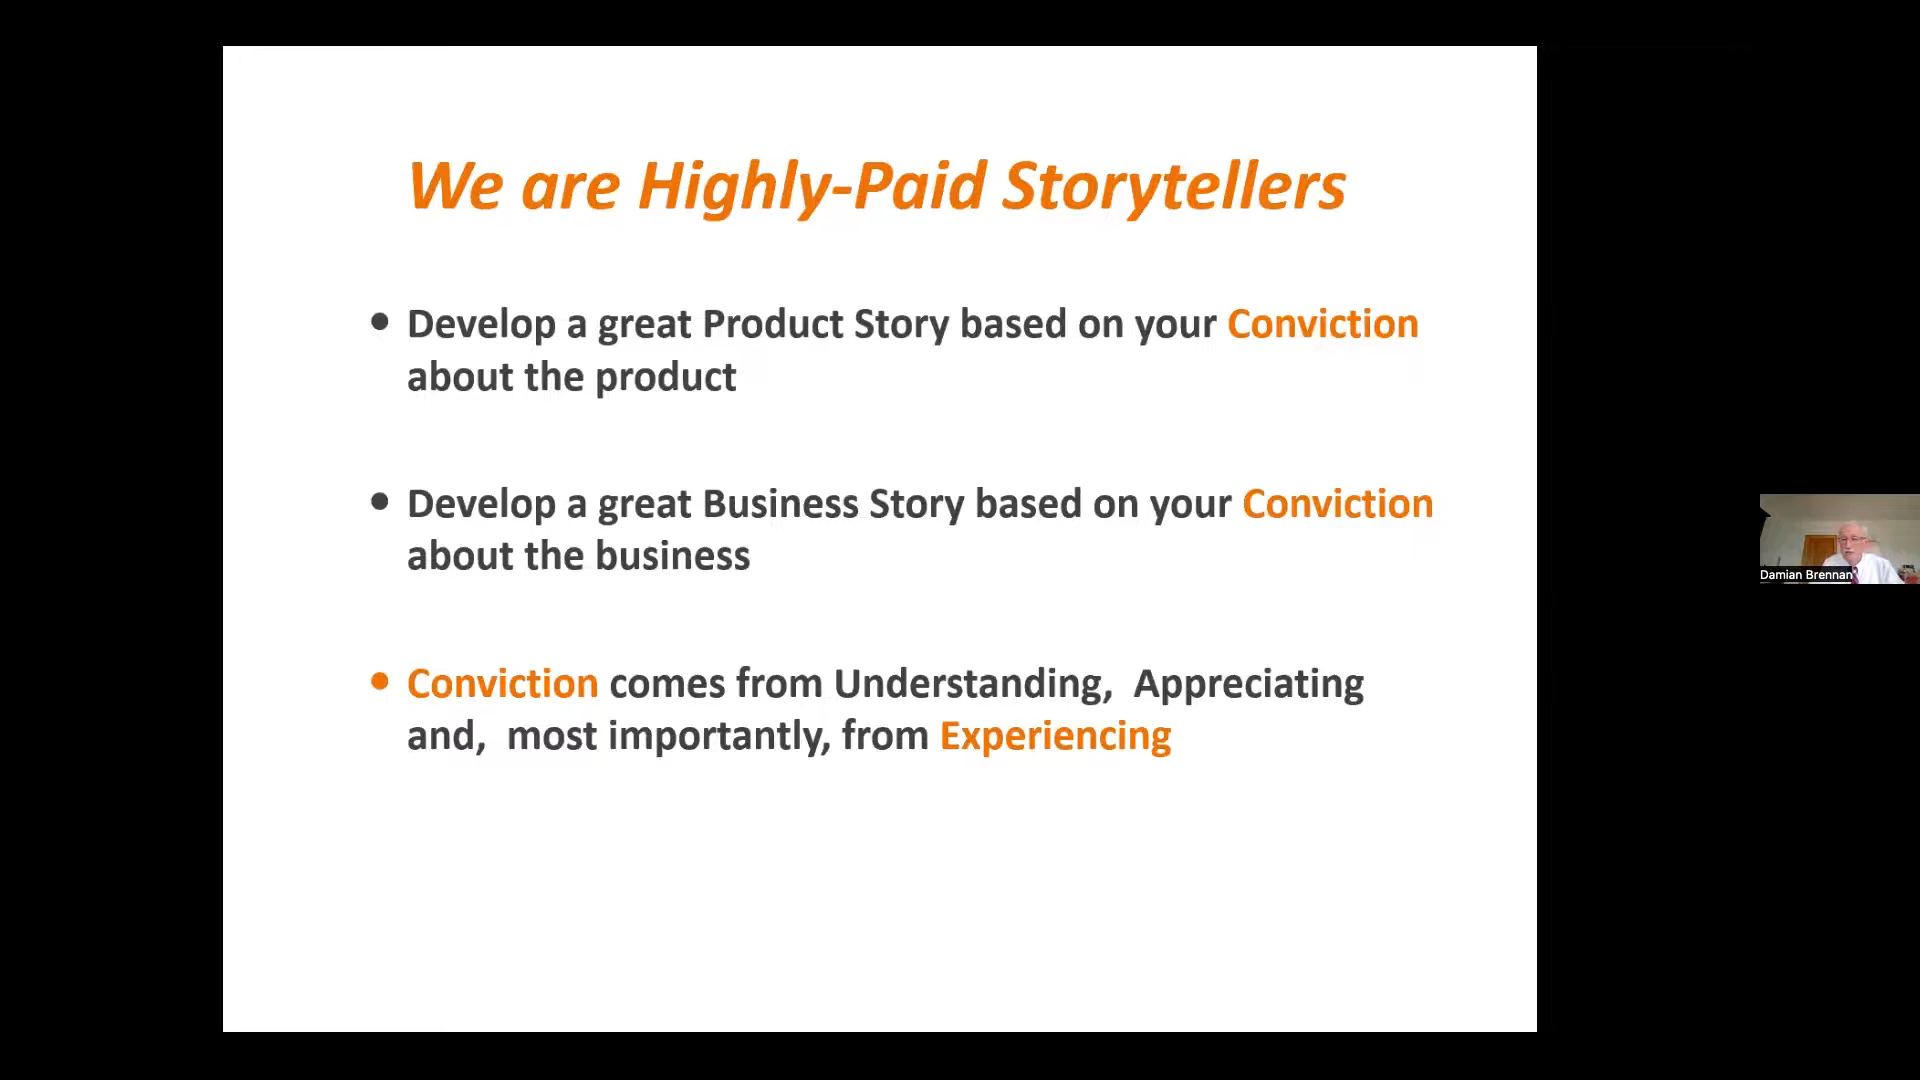 We are Highly-Paid Storytellers
• Develop a great Product Story based on your Conviction
about the product
• Develop a great Business Story based on your Conviction
about the business
• Conviction comes from Understanding,  Appreciating
and,  most importantly, from Experiencing
Damian Brennan